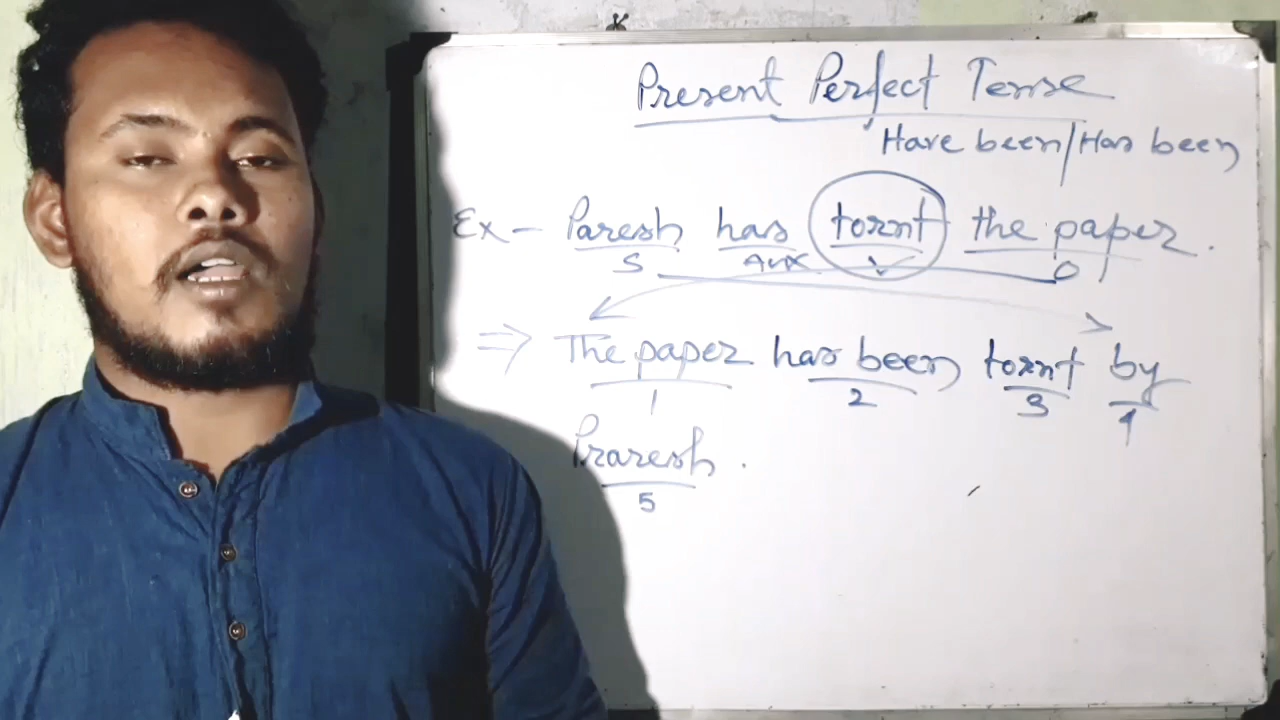 Present Perfect Tense
Have been/Has been
Ex- Paresh has tornt the paper.
S Aux V O
⇒ The paper has been tornt by
1 2 3 4
Praresh.
5